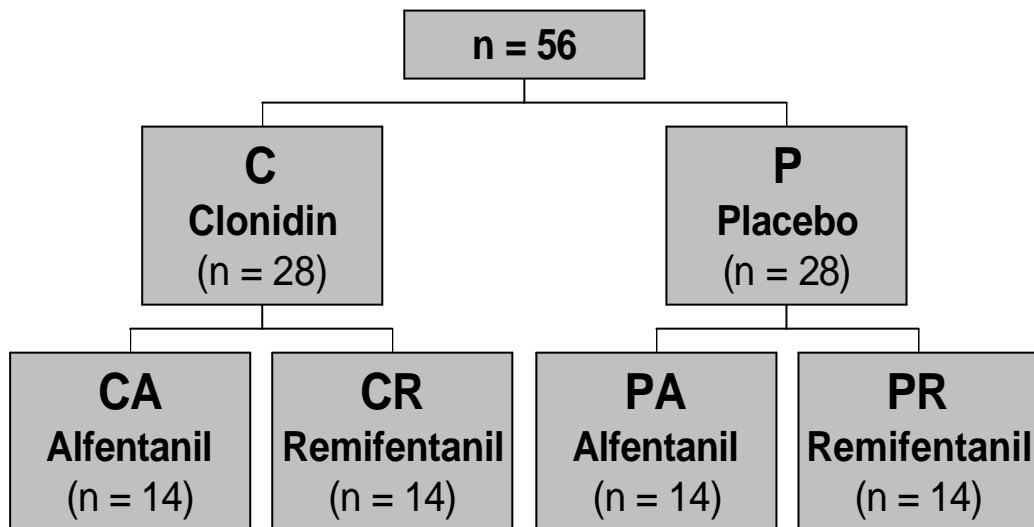 n = 56
C
Clonidin
(n = 28)
P
Placebo
(n = 28)
CA
Alfentanil
(n = 14)
CR
Remifentanil
(n = 14)
PA
Alfentanil
(n = 14)
PR
Remifentanil
(n = 14)